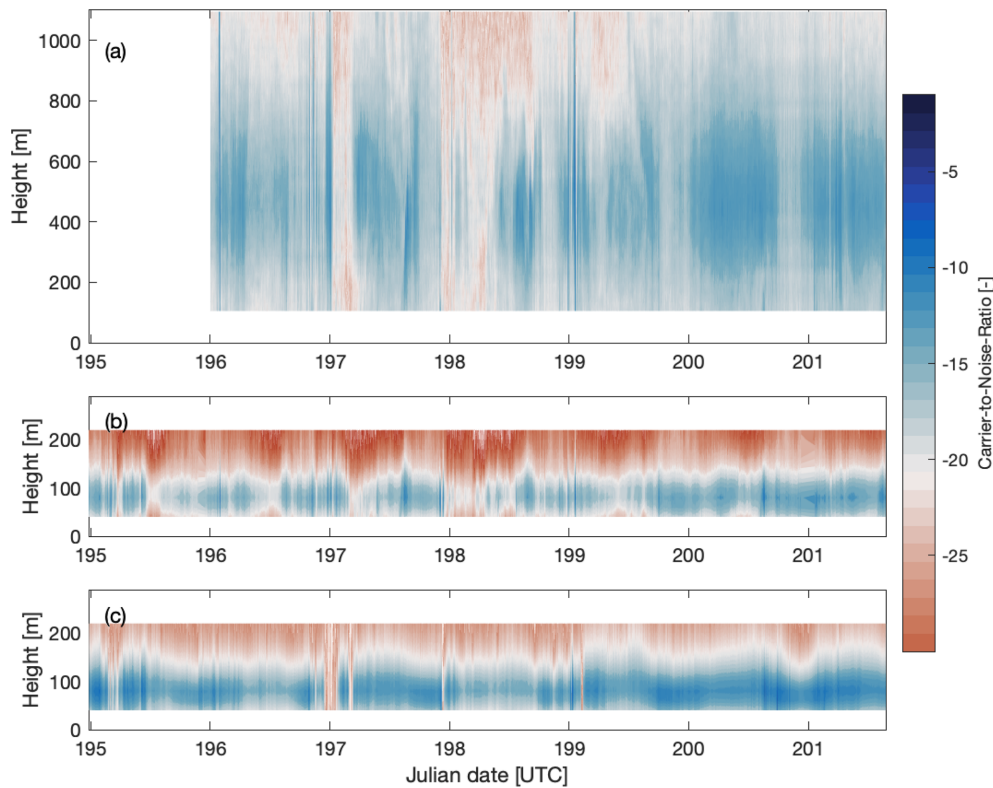 (a)
1000
800
600
400
200
0
Height [m]
195 196 197 198 199 200 201
(b)
200
100
0
Height [m]
195 196 197 198 199 200 201
(c)
200
100
0
Height [m]
195 196 197 198 199 200 201
Julian date [UTC]
-5
-10
-15
-20
-25
Carrier-to-Noise-Ratio [-]